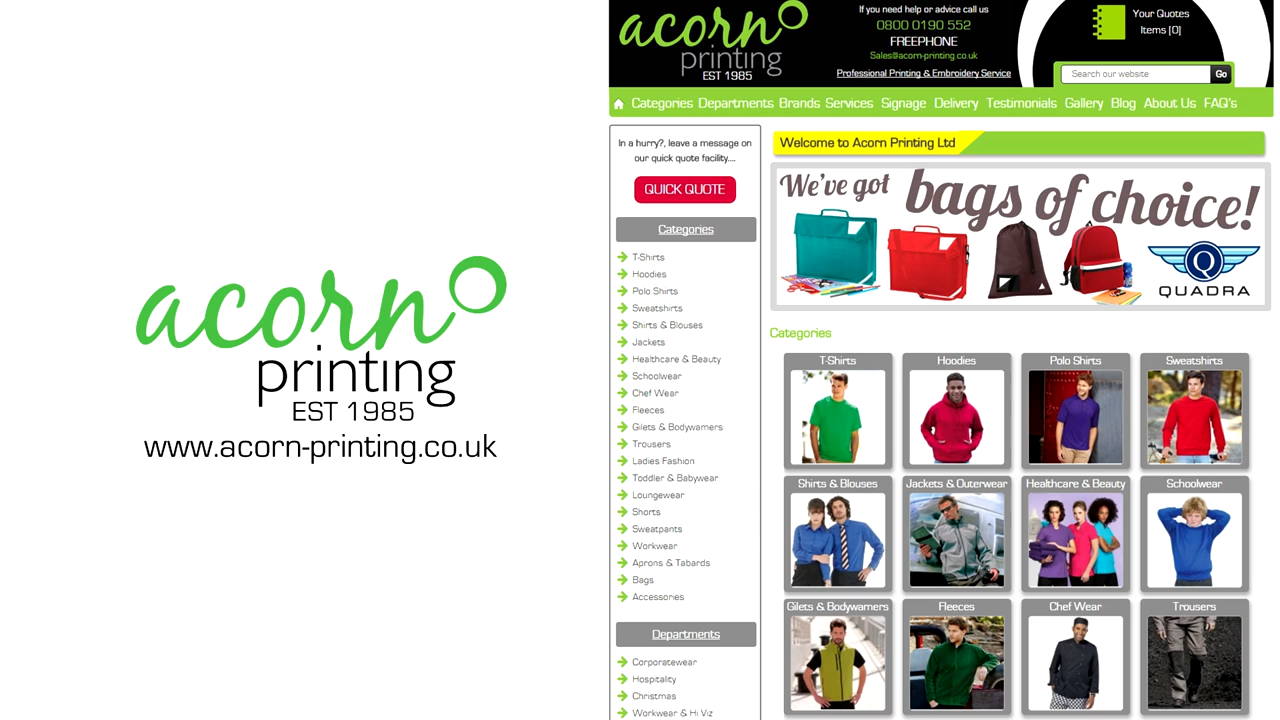 acorn
printing
EST 1985
www.acorn-printing.co.uk
acorn
printing
EST 1985
If you need help or advice call us
0800 0190 552
FREEPHONE
Sales@acorn-printing.co.uk
Professional Printing & Embroidery Service
Your Quotes
Items [0]
Search our website
Go
Categories Departments Brands Services Signage Delivery Testimonials Gallery Blog About Us FAQ's
In a hurry?, leave a message on
our quick quote facility....
QUICK QUOTE
Categories
T-Shirts
Hoodies
Polo Shirts
Sweatshirts
Shirts & Blouses
Jackets
Healthcare & Beauty
Schoolwear
Chef Wear
Fleeces
Gilets & Bodywamers
Trousers
Ladies Fashion
Toddler & Babywear
Loungewear
Shorts
Sweatpants
Workwear
Aprons & Tabards
Bags
Accessories
Departments
Corporatewear
Hospitality
Christmas
Workwear & Hi Viz
Welcome to Acorn Printing Ltd
We've got bags of choice!
Q
QUADRA
Categories
T-Shirts
Hoodies
Polo Shirts
Sweatshirts
Shirts & Blouses
Jackets & Outerwear
Healthcare & Beauty
Schoolwear
Gilets & Bodywamers
Fleeces
Chef Wear
Trousers